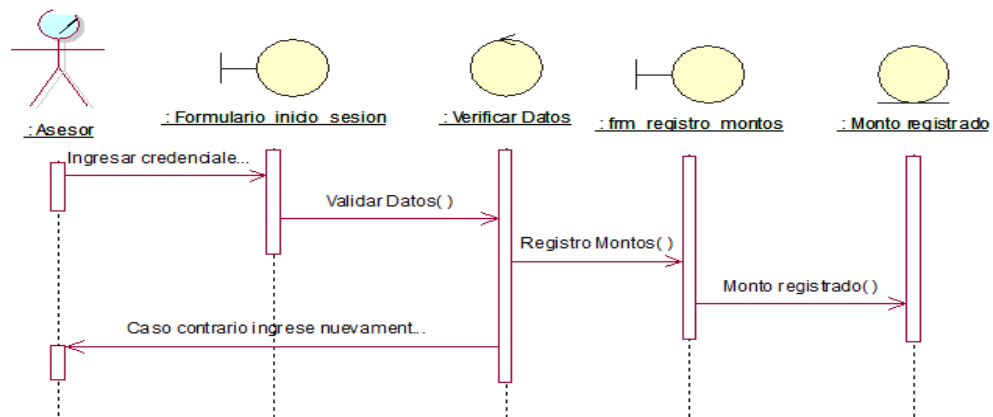 : Asesor
: Formulario_inicio_sesion
: Verificar Datos
: frm_registro_montos
: Monto registrado
Ingresar credenciale...
Validar Datos( )
Registro Montos( )
Monto registrado( )
Caso contrario ingrese nuevament...